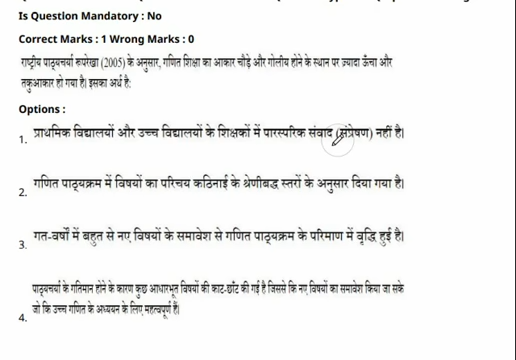 Is Question Mandatory : No
Correct Marks : 1 Wrong Marks : 0
राष्ट्रीय पाठ्यचर्या रूपरेखा (2005) के अनुसार, गणित शिक्षा का आकार चौड़े और गोलीय होने के स्थान पर ज़्यादा ऊँचा और
तकुआकार हो गया है। इसका अर्थ है:
Options :
1. प्राथमिक विद्यालयों और उच्च विद्यालयों के शिक्षकों में पारस्परिक संवाद (संप्रेषण) नहीं है।
2. गणित पाठ्यक्रम में विषयों का परिचय कठिनाई के श्रेणीबद्ध स्तरों के अनुसार दिया गया है।
3. गत-वर्षों में बहुत से नए विषयों के समावेश से गणित पाठ्यक्रम के परिमाण में वृद्धि हुई है।
पाठ्यचर्या के गतिमान होने के कारण कुछ आधारभूत विषयों की काट-छाँट की गई है जिससे कि नए विषयों का समावेश किया जा सके
4. जो कि उच्च गणित के अध्ययन के लिए महत्वपूर्ण हैं।